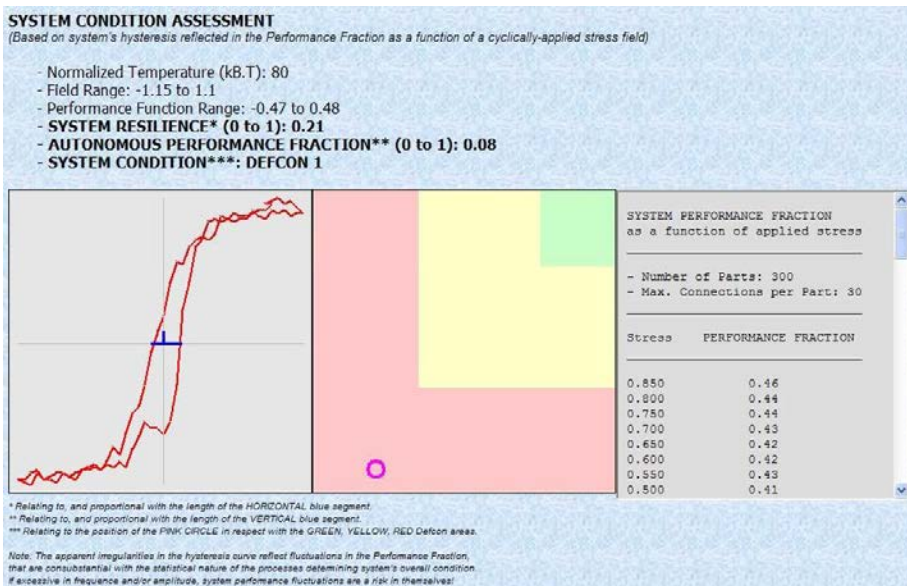 SYSTEM CONDITION ASSESSMENT
(Based on system's hysteresis reflected in the Performance Fraction as a function of a cyclically-applied stress field)
- Normalized Temperature (kB.T): 80
- Field Range: -1.15 to 1.1
- Performance Function Range: -0.47 to 0.48
- SYSTEM RESILIENCE* (0 to 1): 0.21
- AUTONOMOUS PERFORMANCE FRACTION** (0 to 1): 0.08
- SYSTEM CONDITION***: DEFCON 1
SYSTEM PERFORMANCE FRACTION
as a function of applied stress
- Number of Parts: 300
- Max. Connections per Part: 30
Stress PERFORMANCE FRACTION
0.850 0.46
0.800 0.44
0.750 0.44
0.700 0.43
0.650 0.42
0.600 0.42
0.550 0.43
0.500 0.41
* Relating to, and proportional with the length of the HORIZONTAL blue segment.
** Relating to, and proportional with the length of the VERTICAL blue segment.
*** Relating to the position of the PINK CIRCLE in respect with the GREEN, YELLOW, RED Defcon areas.
Note: The apparent irregularities in the hysteresis curve reflect fluctuations in the Performance Fraction,
that are consubstantial with the statistical nature of the processes determining system's overall condition.
If excessive in frequence and/or amplitude, system performance fluctuations are a risk in themselves!